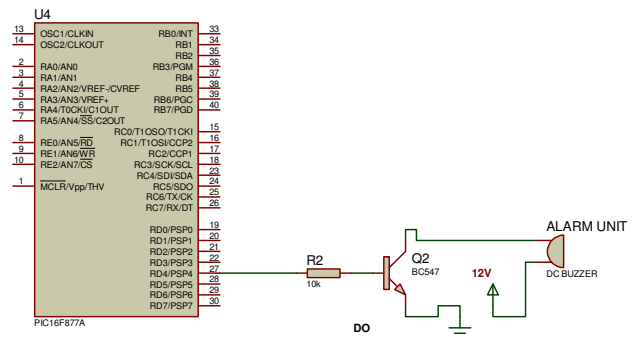 U4
13 OSC1/CLKIN RB0/INT 33
14 OSC2/CLKOUT RB1 34
RB2 35
2 RA0/AN0 RB3/PGM 36
3 RA1/AN1 RB4 37
4 RA2/AN2/VREF-/CVREF RB5 38
5 RA3/AN3/VREF+ RB6/PGC 39
6 RA4/T0CKI/C1OUT RB7/PGD 40
7 RA5/AN4/SS/C2OUT
RC0/T1OSO/T1CKI 15
8 RE0/AN5/RD RC1/T1OSI/CCP2 16
9 RE1/AN6/WR RC2/CCP1 17
10 RE2/AN7/CS RC3/SCK/SCL 18
RC4/SDI/SDA 23
1 MCLR/Vpp/THV RC5/SDO 24
RC6/TX/CK 25
RC7/RX/DT 26
RD0/PSP0 19
RD1/PSP1 20
RD2/PSP2 21
RD3/PSP3 22
RD4/PSP4 27
RD5/PSP5 28
RD6/PSP6 29
RD7/PSP7 30
PIC16F877A
R2
10k
Q2
BC547
12V
ALARM UNIT
DC BUZZER
DO